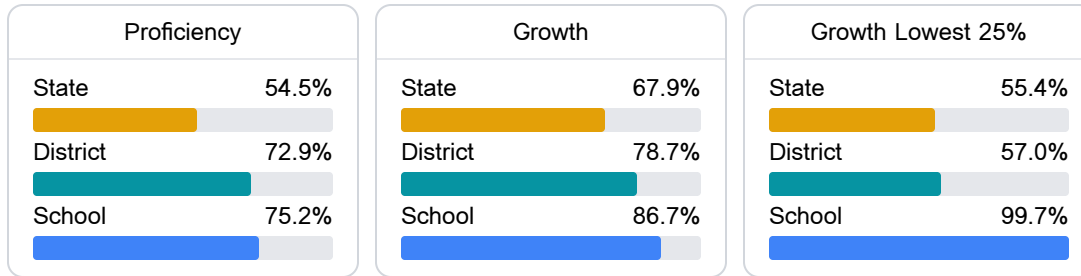 Proficiency
State 54.5%
District 72.9%
School 75.2%
Growth
State 67.9%
District 78.7%
School 86.7%
Growth Lowest 25%
State 55.4%
District 57.0%
School 99.7%